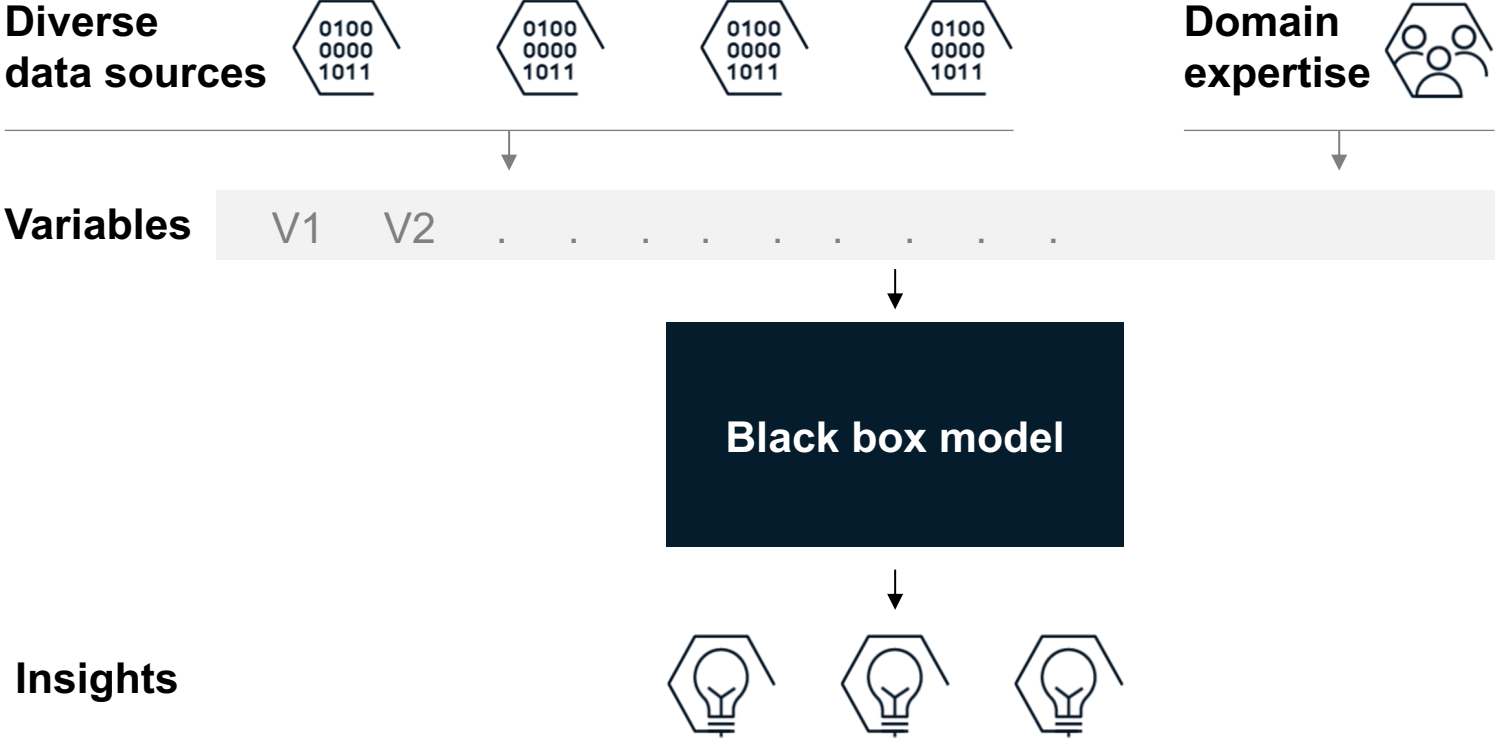 Diverse
data sources
0100
0000
1011
0100
0000
1011
0100
0000
1011
0100
0000
1011
Domain
expertise
Variables V1 V2 . . . . . . . . .
Black box model
Insights